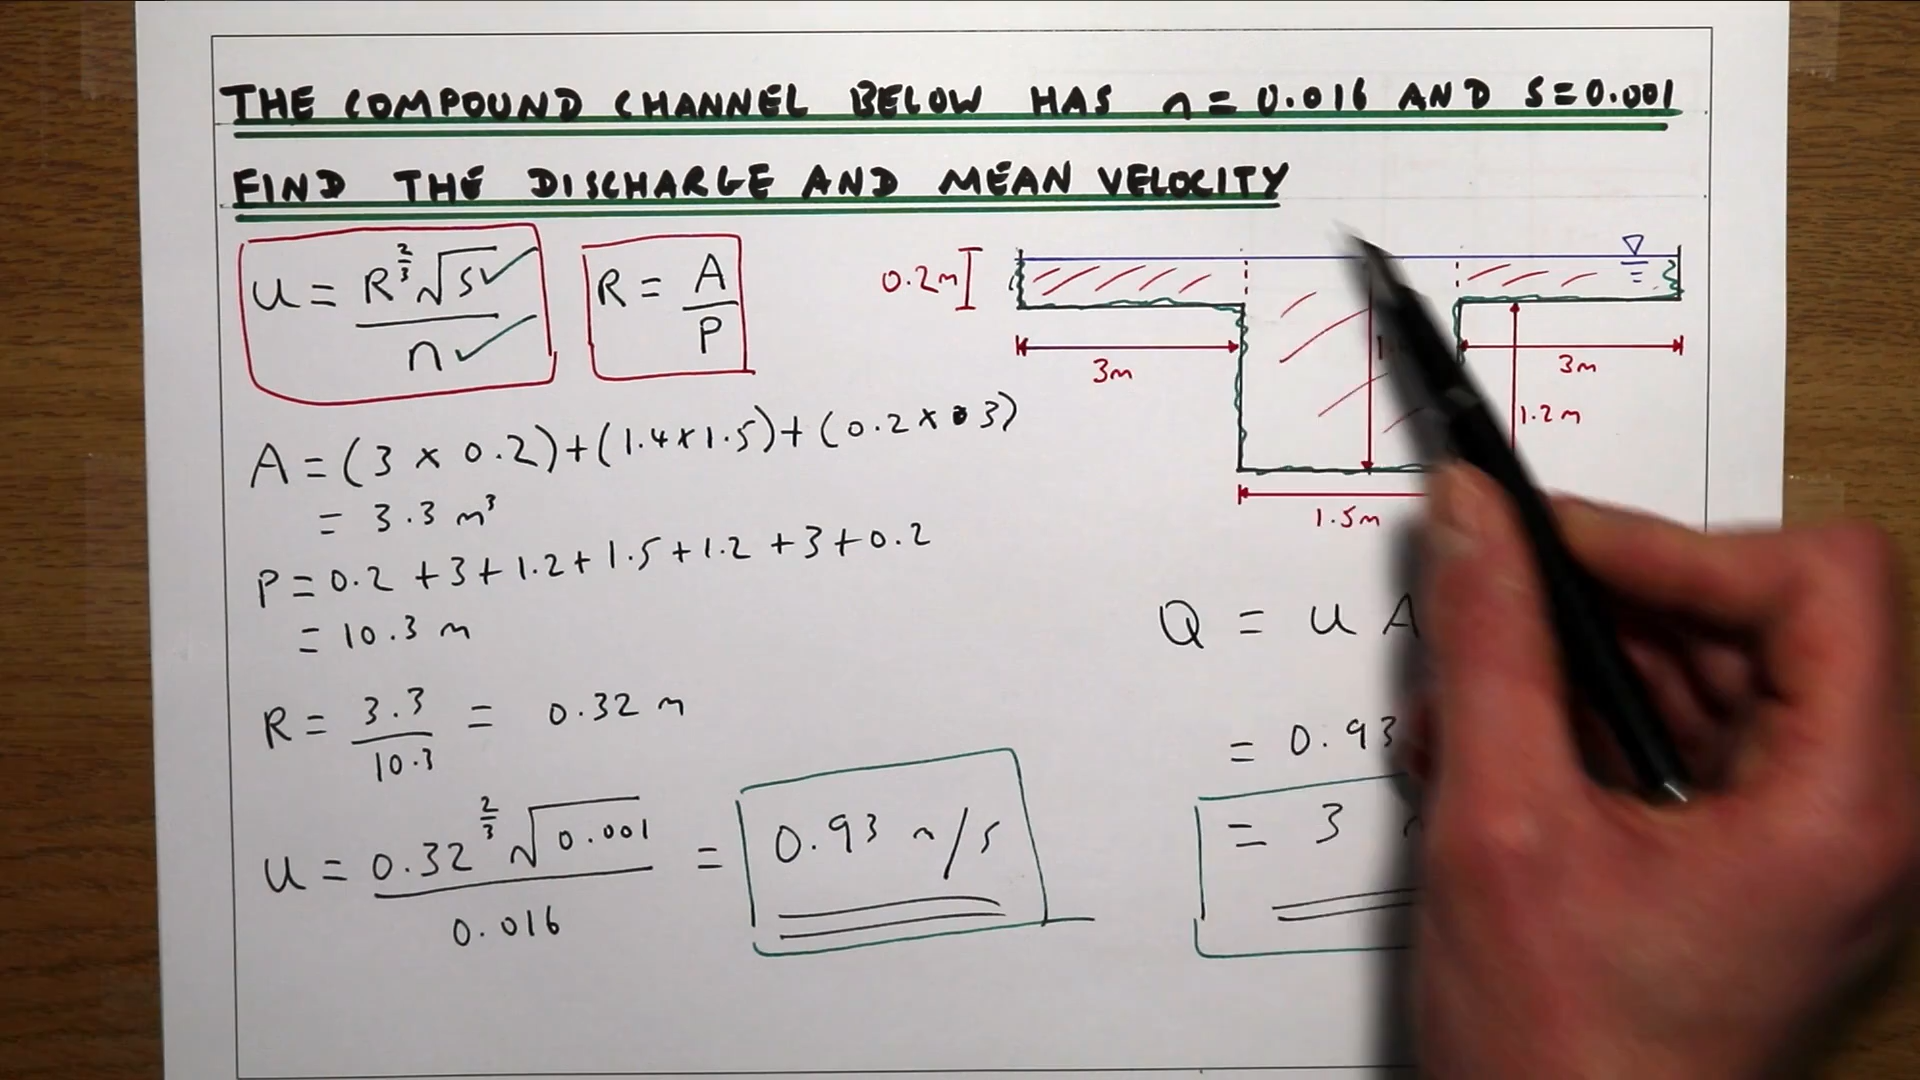 THE COMPOUND CHANNEL BELOW HAS n = 0.016 AND S=0.001
FIND THE DISCHARGE AND MEAN VELOCITY
u = R^(2/3) √S / n
R = A / P
0.2m
3m
3m
1.2m
1.5m
A = (3 x 0.2)+(1.4x1.5)+(0.2 x 3)
= 3.3 m³
P = 0.2 +3+1.2+1.5+1.2 +3+0.2
= 10.3 m
R = 3.3 / 10.3 = 0.32 m
u = 0.32^(2/3) √0.001 / 0.016 = 0.93 m/s
Q = u A
= 0.93
= 3